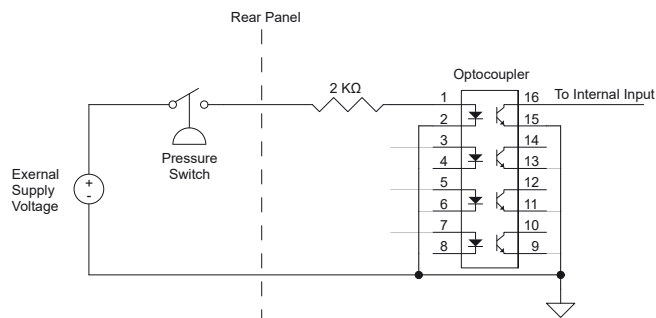 Rear Panel
2 KΩ
Optocoupler
1
16
To Internal Input
2
15
3
14
4
13
5
12
6
11
7
10
8
9
Pressure
Switch
Exernal
Supply
Voltage
+
-